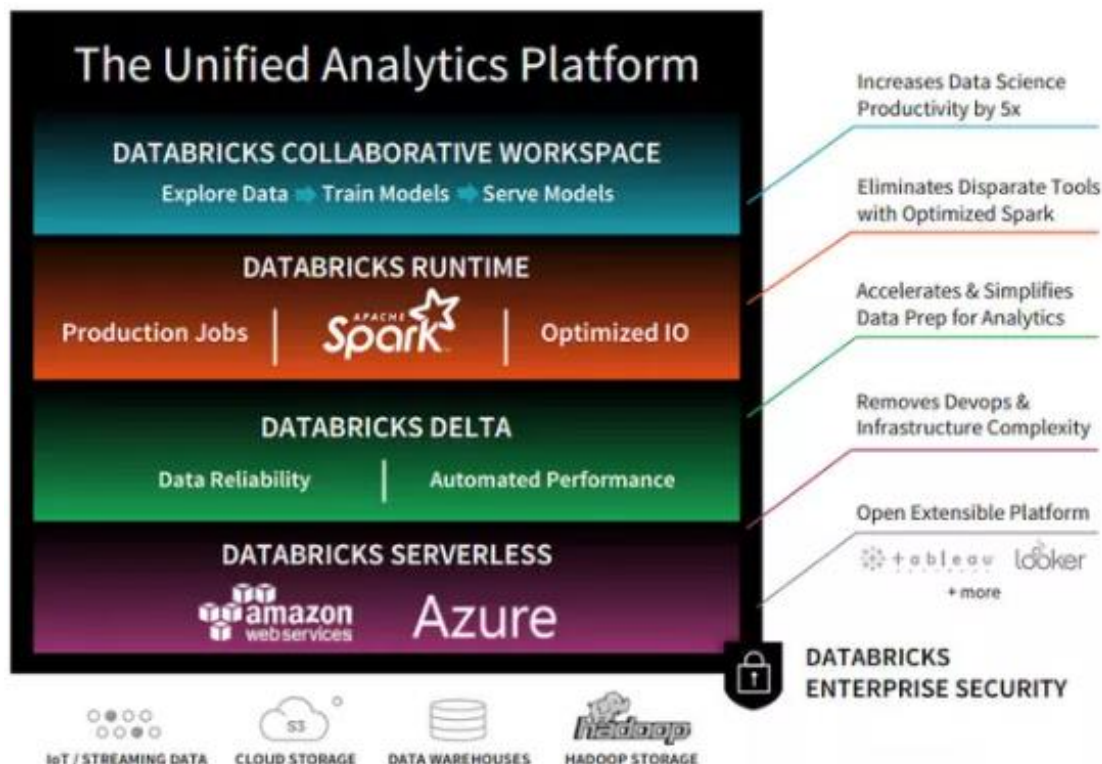 The Unified Analytics Platform
DATABRICKS COLLABORATIVE WORKSPACE
Explore Data Train Models Serve Models
DATABRICKS RUNTIME
Production Jobs
APACHE
Spark
Optimized IO
DATABRICKS DELTA
Data Reliability
Automated Performance
DATABRICKS SERVERLESS
amazon
webservices
Azure
Increases Data Science
Productivity by 5x
Eliminates Disparate Tools
with Optimized Spark
Accelerates & Simplifies
Data Prep for Analytics
Removes Devops &
Infrastructure Complexity
Open Extensible Platform
+ableau looker
+ more
DATABRICKS
ENTERPRISE SECURITY
S3
hadoop
IoT / STREAMING DATA
CLOUD STORAGE
DATA WAREHOUSES
HADOOP STORAGE